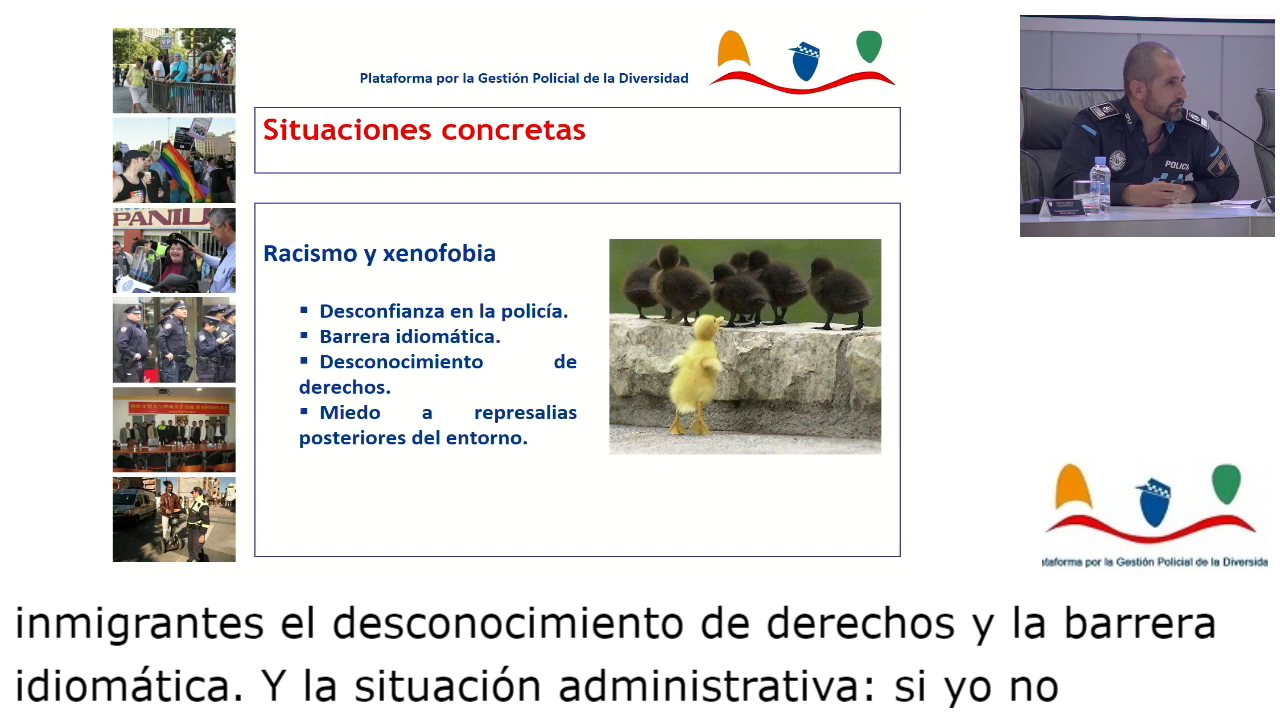 Plataforma por la Gestión Policial de la Diversidad
Situaciones concretas
Racismo y xenofobia
▪ Desconfianza en la policía.
▪ Barrera idiomática.
▪ Desconocimiento de
derechos.
▪ Miedo a represalias
posteriores del entorno.
PANIL
POLICÍA
ataforma por la Gestión Policial de la Diversida
inmigrantes el desconocimiento de derechos y la barrera
idiomática. Y la situación administrativa: si yo no